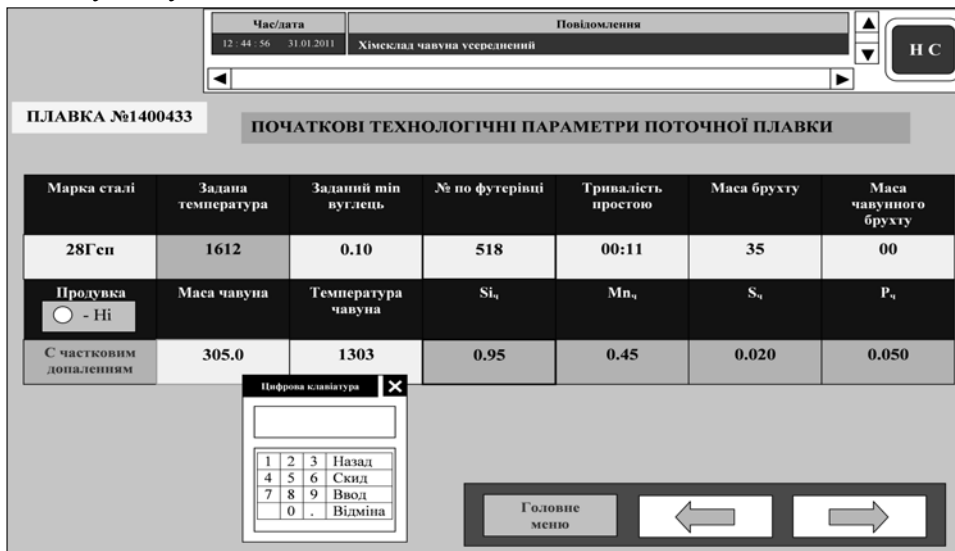 Час/дата Повідомлення
12 : 44 : 56 31.01.2011 Хімсклад чавуна усереднений
Н С
ПЛАВКА №1400433
ПОЧАТКОВІ ТЕХНОЛОГІЧНІ ПАРАМЕТРИ ПОТОЧНОЇ ПЛАВКИ
Марка сталі Задана температура Заданий min вуглець № по футерівці Тривалість простою Маса брухту Маса чавунного брухту
28Гсп 1612 0.10 518 00:11 35 00
Продувка Маса чавуна Температура чавуна Siч Mnч Sч Pч
- Ні
С частковим допаленням 305.0 1303 0.95 0.45 0.020 0.050
Цифрова клавіатура
1 2 3 Назад
4 5 6 Скид
7 8 9 Ввод
0 . Відміна
Головне
меню